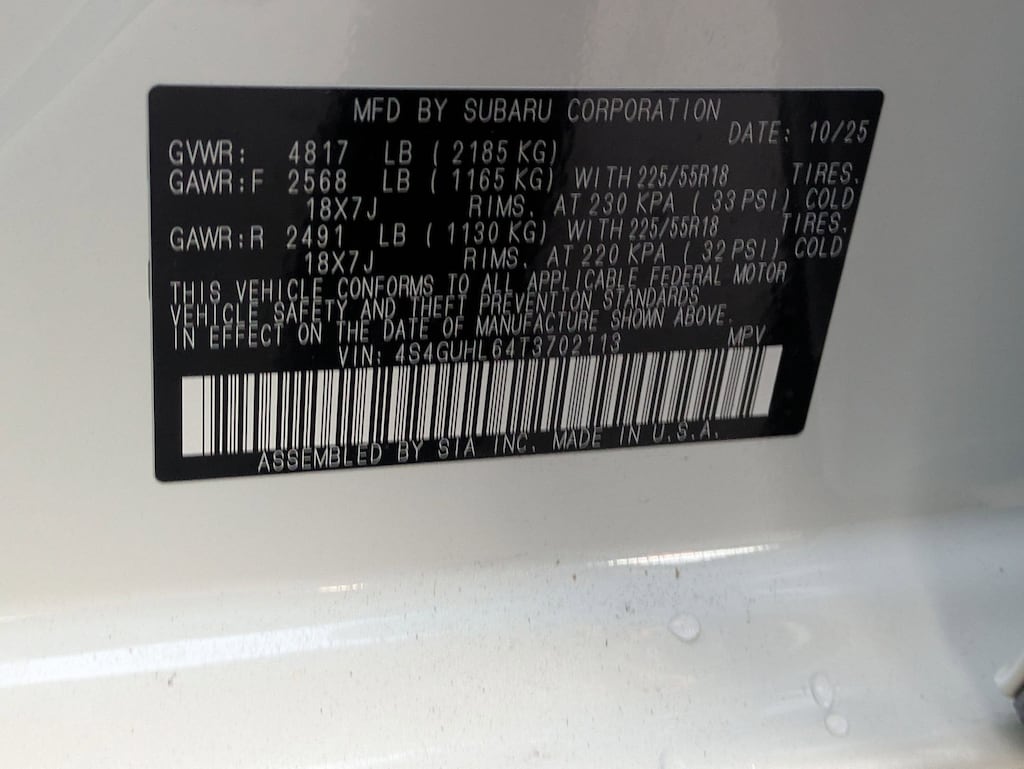 MFD BY SUBARU CORPORATION
DATE: 10/25
GVWR: 4817 LB ( 2185 KG)
GAWR:F 2568 LB ( 1165 KG) WITH 225/55R18 TIRES.
18X7J RIMS. AT 230 KPA ( 33 PSI) COLD
GAWR:R 2491 LB ( 1130 KG) WITH 225/55R18 TIRES.
18X7J RIMS. AT 220 KPA ( 32 PSI) COLD
THIS VEHICLE CONFORMS TO ALL APPLICABLE FEDERAL MOTOR
VEHICLE SAFETY AND THEFT PREVENTION STANDARDS
IN EFFECT ON THE DATE OF MANUFACTURE SHOWN ABOVE.
VIN: 4S4GUHL64T3702113 MPV
ASSEMBLED BY SIA INC. MADE IN U.S.A.